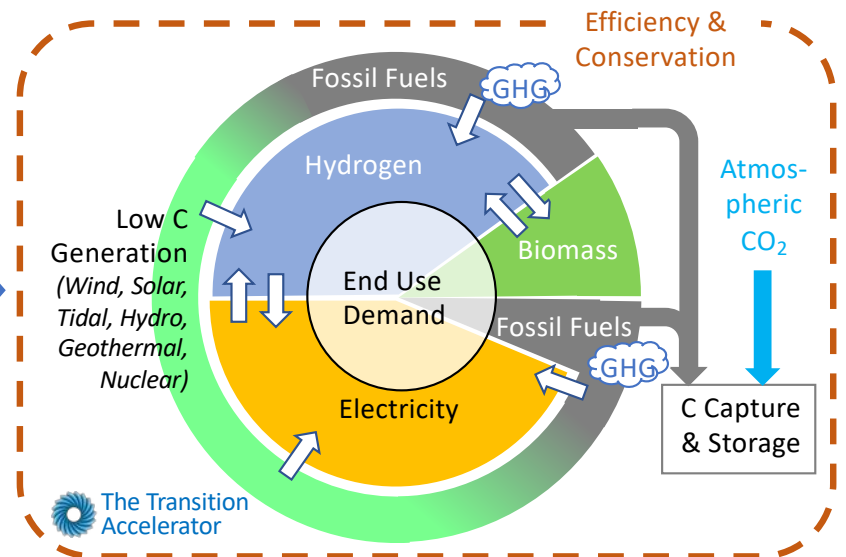 Efficiency &
Conservation
Fossil Fuels
GHG
Hydrogen
Atmos-
pheric
CO₂
Low C
Generation
(Wind, Solar,
Tidal, Hydro,
Geothermal,
Nuclear)
Biomass
End Use
Demand
Fossil Fuels
GHG
Electricity
C Capture
& Storage
The Transition
Accelerator